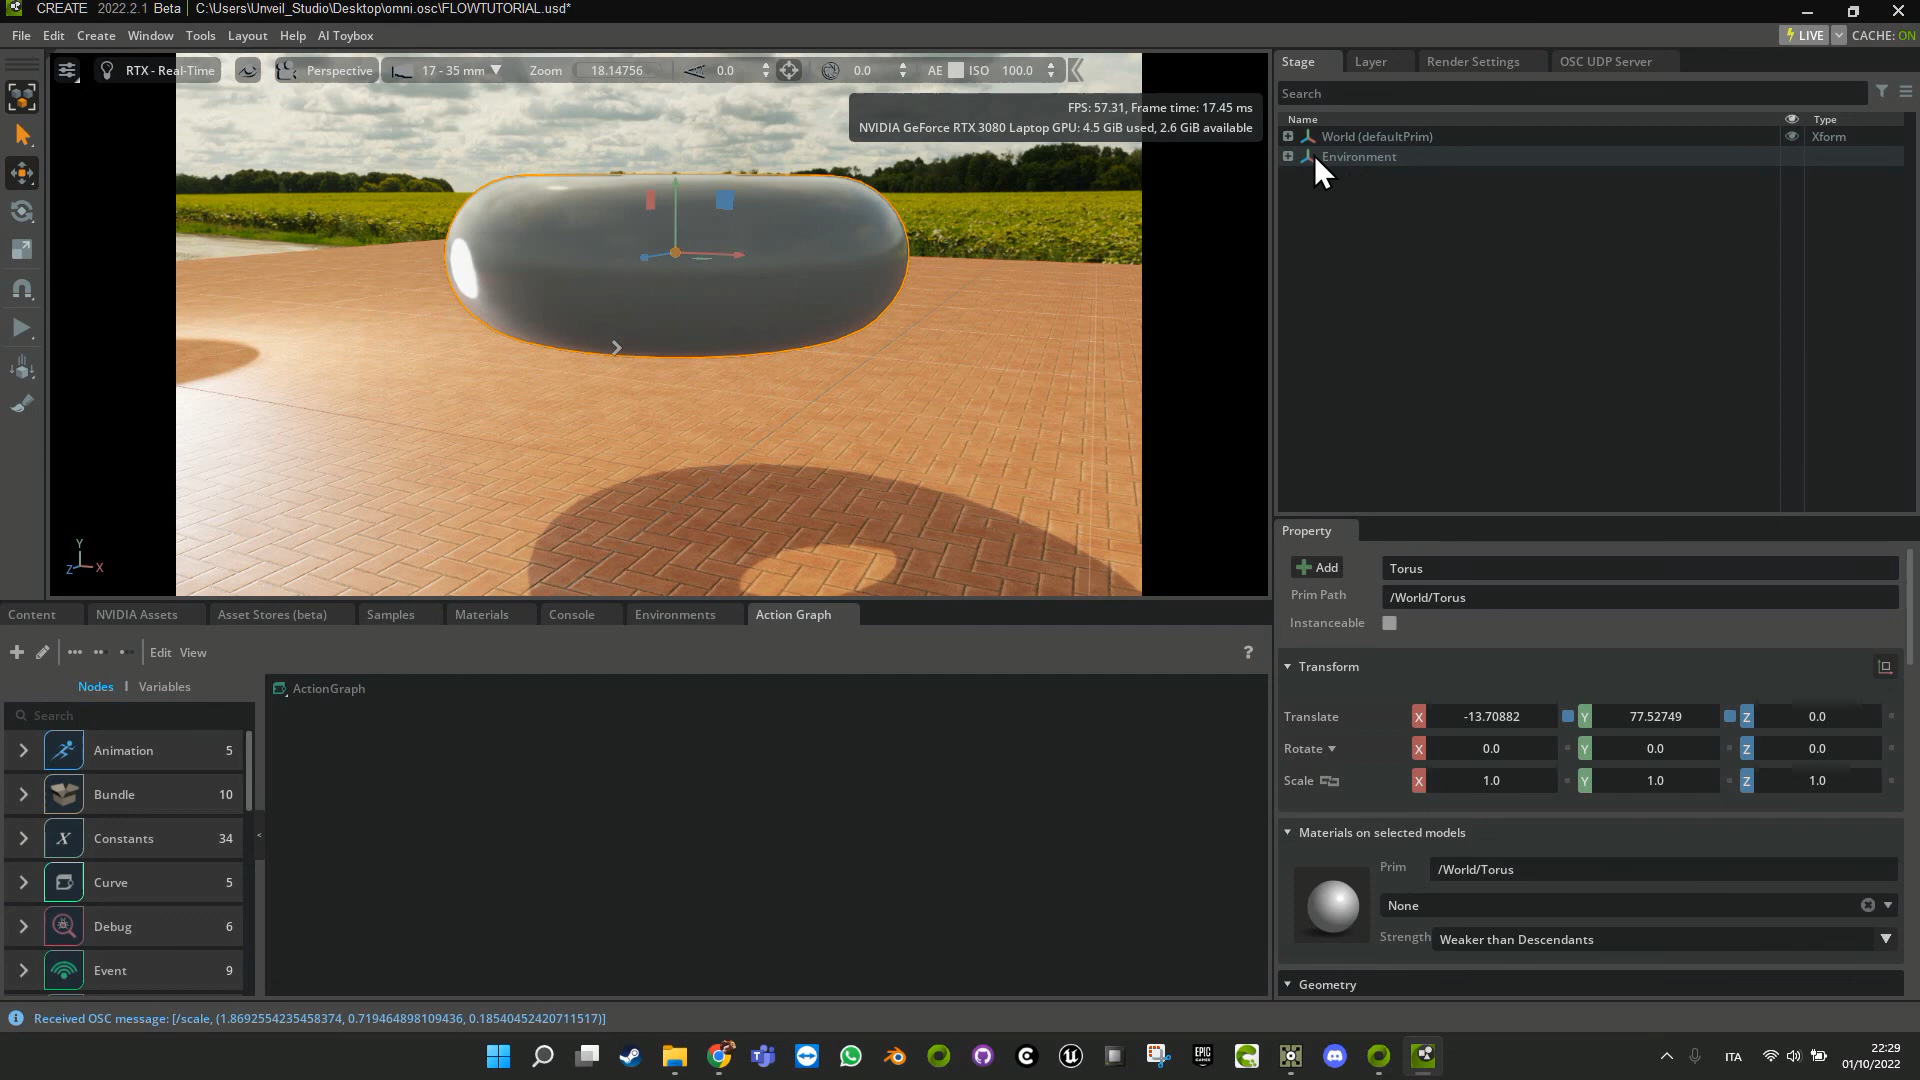 CREATE 2022.2.1 Beta | C:\Users\Unveil_Studio\Desktop\omni.osc\FLOWTUTORIAL.usd*
File Edit Create Window Tools Layout Help AI Toybox
LIVE CACHE: ON
RTX - Real-Time Perspective 17 - 35 mm Zoom 18.14756 0.0 0.0 AE ISO 100.0
FPS: 57.31, Frame time: 17.45 ms
NVIDIA GeForce RTX 3080 Laptop GPU: 4.5 GiB used, 2.6 GiB available
Y
Z X
Stage Layer Render Settings OSC UDP Server
Search
Name Type
World (defaultPrim) Xform
Environment
Property
Add Torus
Prim Path /World/Torus
Instanceable
Transform
Translate X -13.70882 Y 77.52749 Z 0.0
Rotate X 0.0 Y 0.0 Z 0.0
Scale X 1.0 Y 1.0 Z 1.0
Materials on selected models
Prim /World/Torus
None
Strength Weaker than Descendants
Geometry
Content NVIDIA Assets Asset Stores (beta) Samples Materials Console Environments Action Graph
Edit View ?
Nodes | Variables
Search
ActionGraph
Animation 5
Bundle 10
X Constants 34
Curve 5
Debug 6
Event 9
Received OSC message: [/scale, (1.8692554235458374, 0.719464898109436, 0.18540452420711517)]
EPIC GAMES
ITA
22:29
01/10/2022